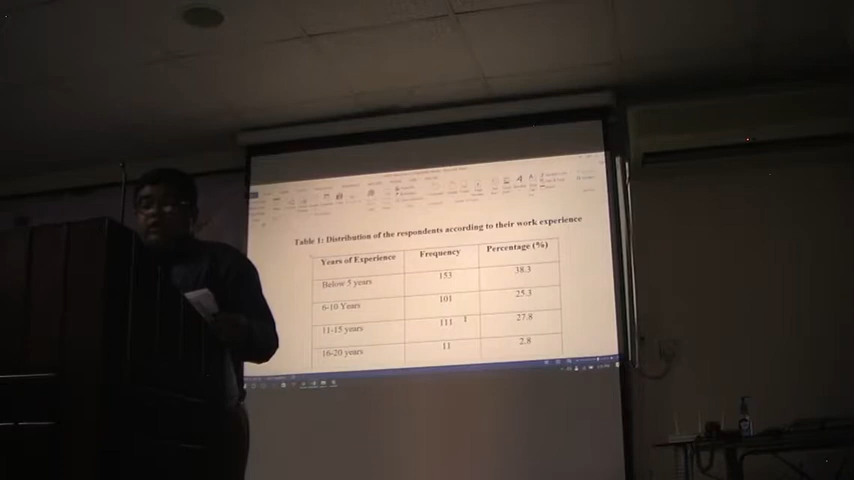 Table 1: Distribution of the respondents according to their work experience
Years of Experience Frequency Percentage (%)
Below 5 years 153 38.3
6-10 Years 101 25.3
11-15 years 111 27.8
16-20 years 11 2.8